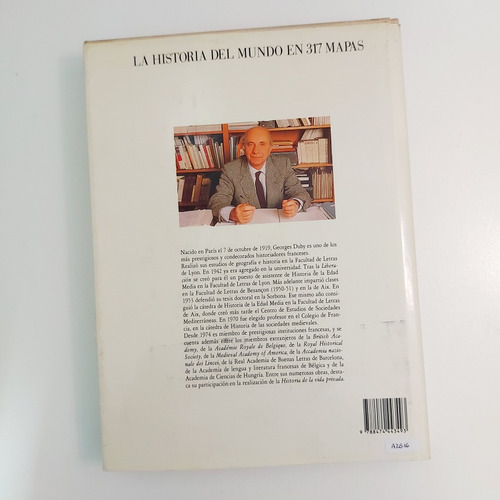 LA HISTORIA DEL MUNDO EN 317 MAPAS
Nacido en París el 7 de octubre de 1919, Georges Duby es uno de los
más prestigiosos y condecorados historiadores franceses.
Realizó sus estudios de geografía e historia en la Facultad de Letras
de Lyon. En 1942 ya era agregado en la universidad. Tras la Libera-
ción se creó para él un puesto de asistente de Historia de la Edad
Media en la Facultad de Letras de Lyon. Más adelante impartió clases
en la Facultad de Letras de Besançon (1950-51) y en la de Aix. En
1953 defendió su tesis doctoral en la Sorbona. Ese mismo año consi-
guió la cátedra de Historia de la Edad Media en la Facultad de Letras
de Aix, donde creó más tarde el Centro de Estudios de Sociedades
Mediterráneas. En 1970 fue elegido profesor en el Colegio de Fran-
cia, en la cátedra de Historia de las sociedades medievales.
Desde 1974 es miembro de prestigiosas instituciones francesas, y se
cuenta además entre los miembros extranjeros de la British Aca-
demy, de la Académie Royale de Belgique, de la Royal Historical
Society, de la Medieval Academy of America, de la Accademia nazio-
nale dei Lincei, de la Real Academia de Buenas Letras de Barcelona,
de la Academia de lengua y literatura francesas de Bélgica y de la
Academia de Ciencias de Hungría. Entre sus numerosas obras, desta-
ca su participación en la realización de la Historia de la vida privada.
9 788474 443493
A2616